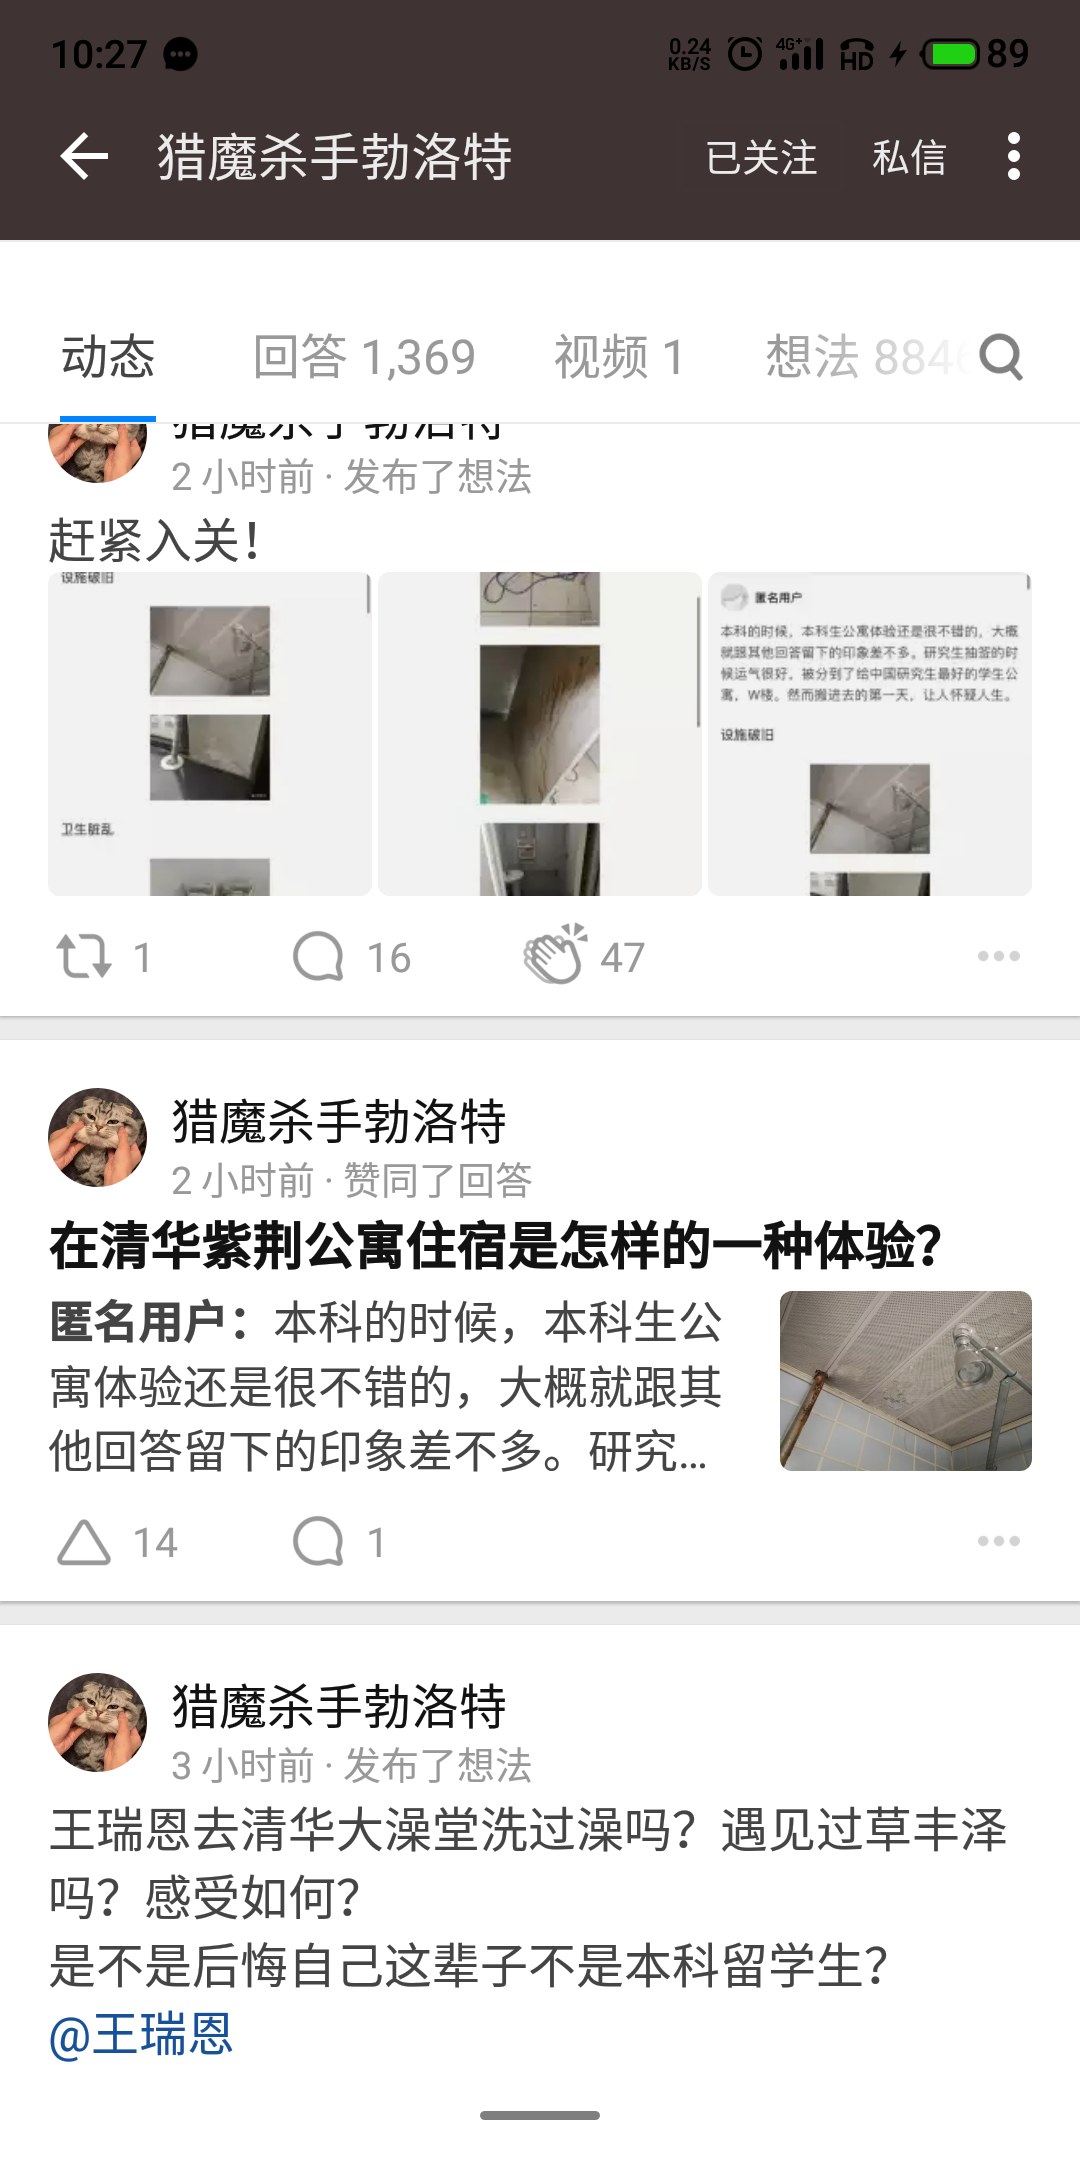 10:27
0.24
KB/S
4G+
HD
89
猎魔杀手勃洛特
已关注
私信
动态
回答 1,369
视频 1
想法 884
猎魔杀手勃洛特
2 小时前 · 发布了想法
赶紧入关！
设施破旧
卫生脏乱
匿名用户
本科的时候，本科生公寓体验还是很不错的，大概
就跟其他回答留下的印象差不多。研究生抽签的时
候运气很好，被分到了给中国研究生最好的学生公
寓，W楼。然而搬进去的第一天，让人怀疑人生。
设施破旧
1
16
47
猎魔杀手勃洛特
2 小时前 · 赞同了回答
在清华紫荆公寓住宿是怎样的一种体验？
匿名用户：本科的时候，本科生公
寓体验还是很不错的，大概就跟其
他回答留下的印象差不多。研究...
14
1
猎魔杀手勃洛特
3 小时前 · 发布了想法
王瑞恩去清华大澡堂洗过澡吗？遇见过草丰泽
吗？感受如何？
是不是后悔自己这辈子不是本科留学生？
@王瑞恩